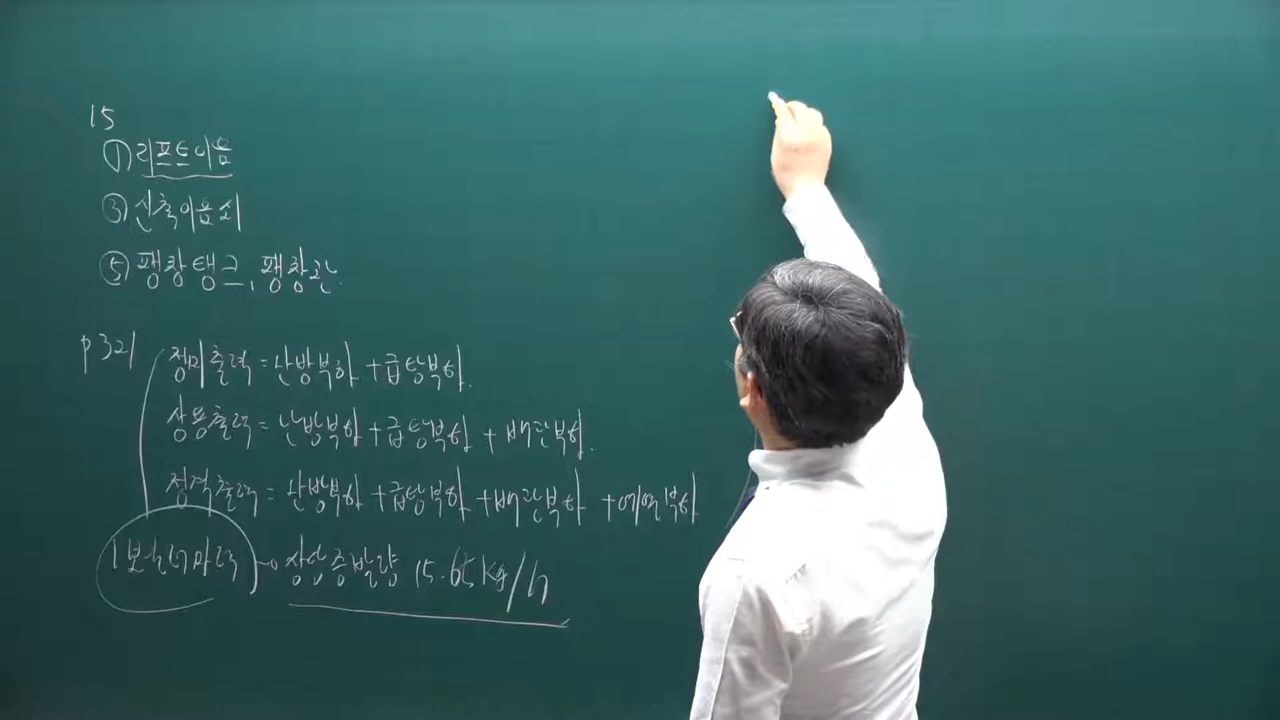 15
① 리프트이음
③ 신축이음쇠
⑤ 팽창탱크, 팽창관.
p321 정미출력 = 난방부하 + 급탕부하.
상용출력 = 난방부하 + 급탕부하 + 배관부하.
정격출력 = 난방부하 + 급탕부하 + 배관부하 + 예열부하
1보일러마력 → 상당증발량 15.65kg/h